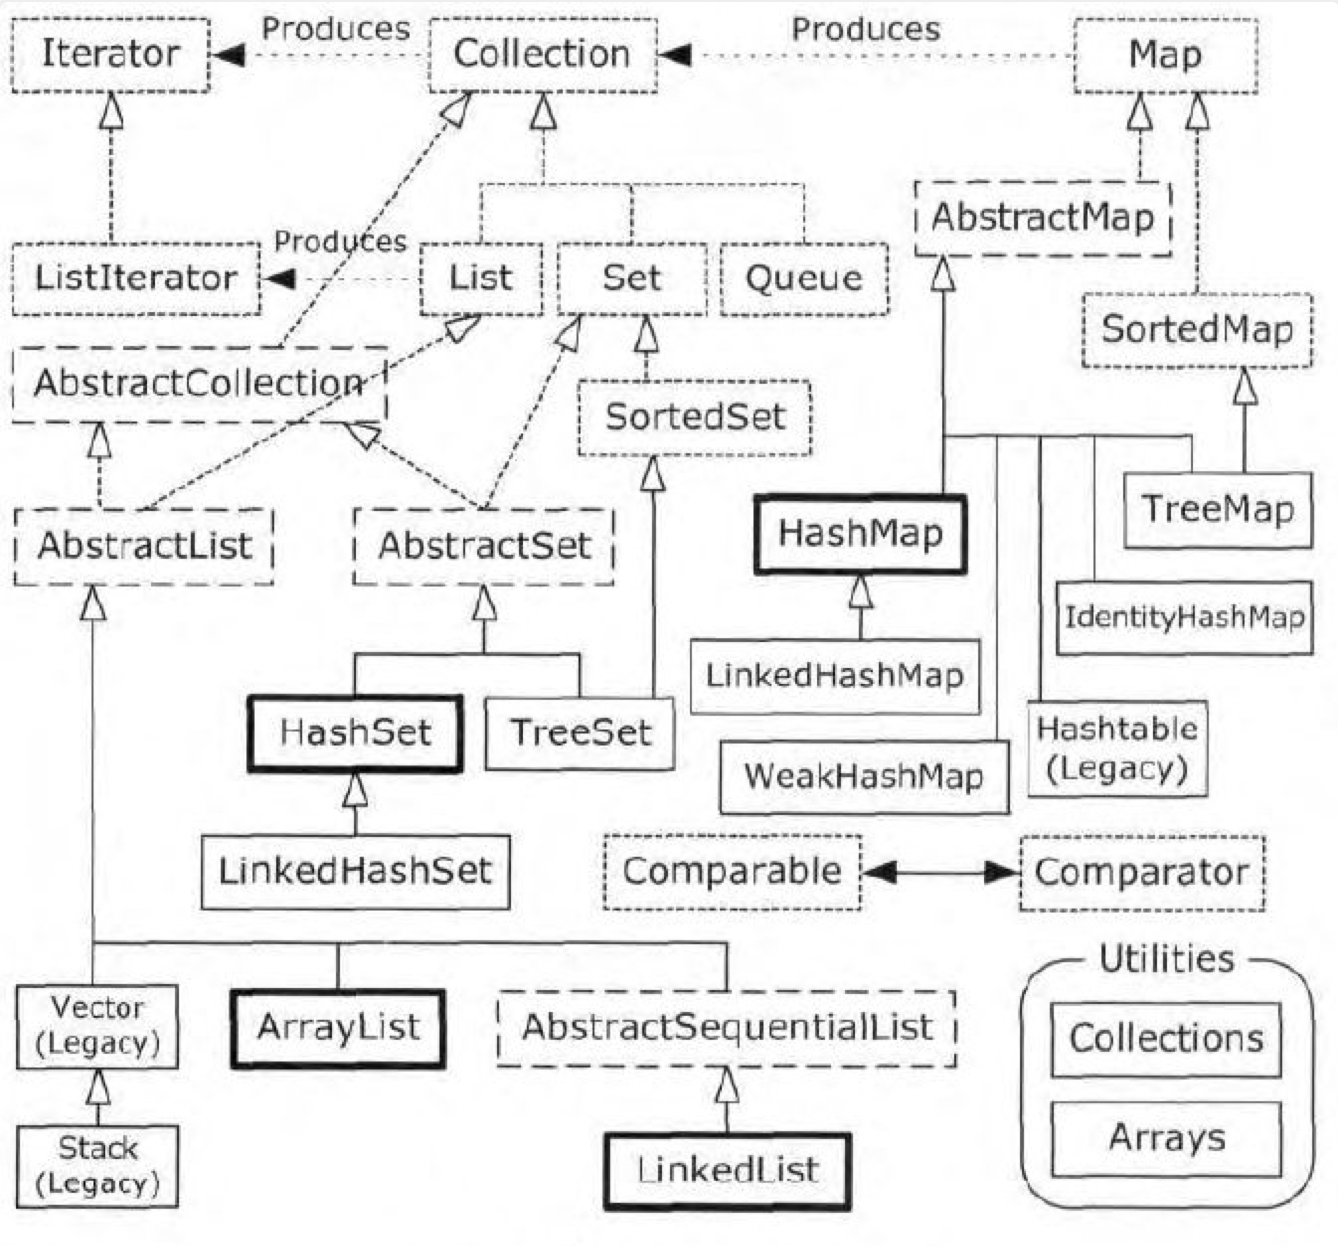 Iterator
Produces
Collection
Produces
Map
AbstractMap
ListIterator
Produces
List
Set
Queue
SortedMap
AbstractCollection
SortedSet
TreeMap
AbstractList
AbstractSet
HashMap
IdentityHashMap
LinkedHashMap
HashSet
TreeSet
Hashtable
(Legacy)
WeakHashMap
LinkedHashSet
Comparable
Comparator
Utilities
Vector
(Legacy)
ArrayList
AbstractSequentialList
Collections
Arrays
Stack
(Legacy)
LinkedList